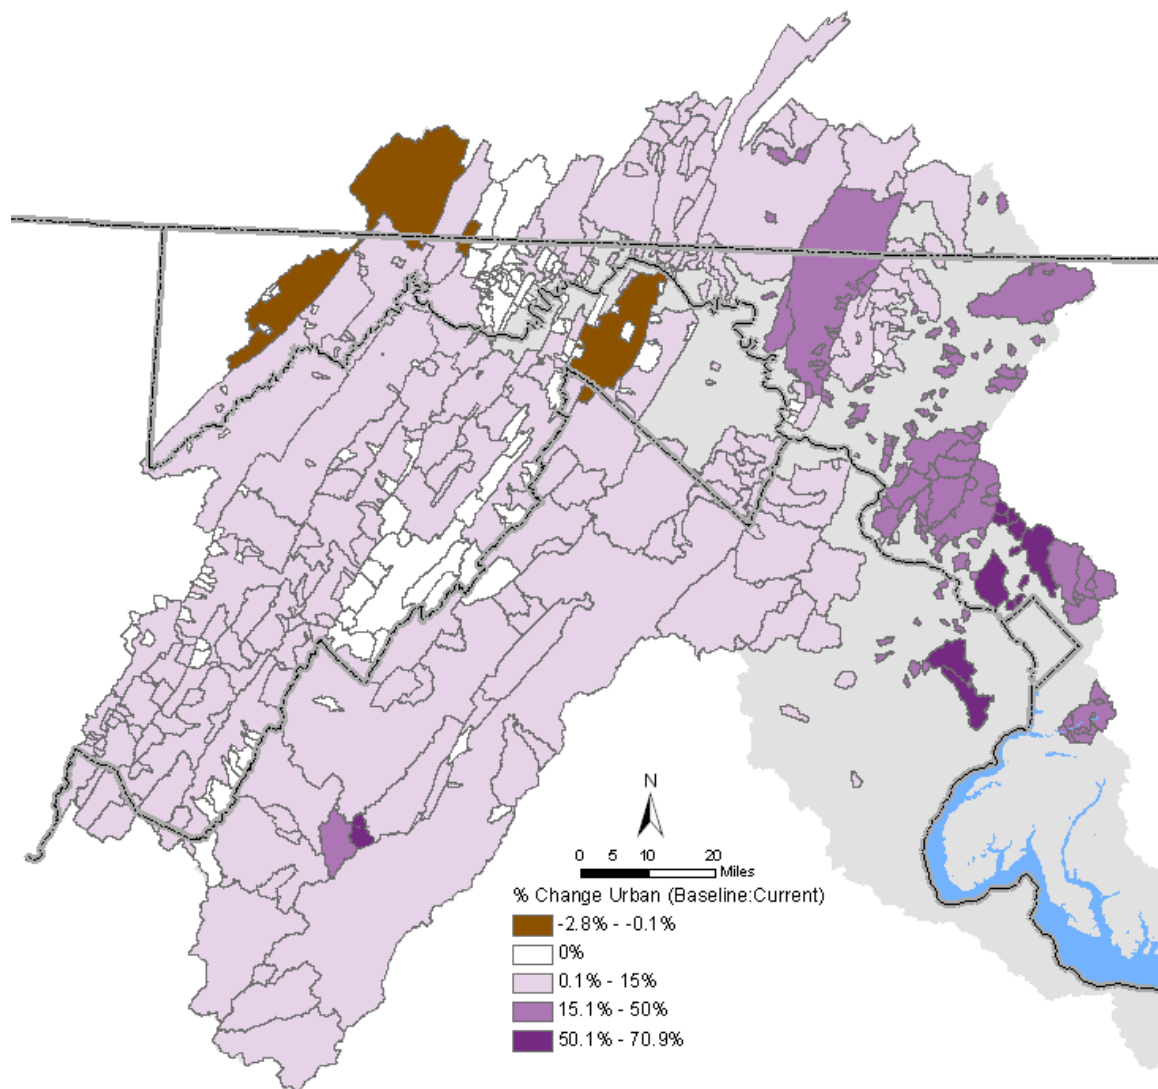 N
0 5 10 20
Miles
% Change Urban (Baseline:Current)
-2.8% - -0.1%
0%
0.1% - 15%
15.1% - 50%
50.1% - 70.9%